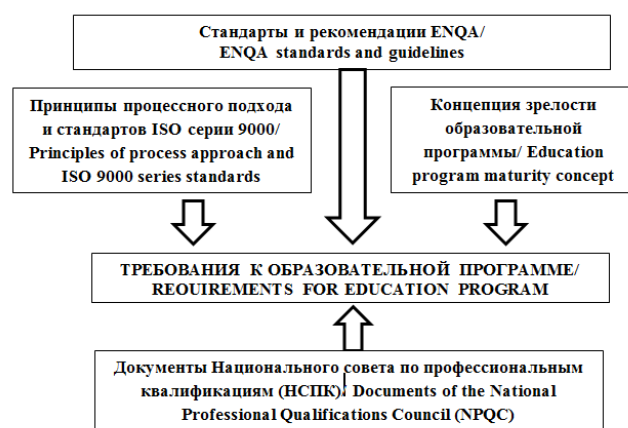 Стандарты и рекомендации ENQA/
ENQA standards and guidelines
Принципы процессного подхода
и стандартов ISO серии 9000/
Principles of process approach and
ISO 9000 series standards
Концепция зрелости
образовательной
программы/ Education
program maturity concept
ТРЕБОВАНИЯ К ОБРАЗОВАТЕЛЬНОЙ ПРОГРАММЕ/
REQUIREMENTS FOR EDUCATION PROGRAM
Документы Национального совета по профессиональным
квалификациям (НСПК)/ Documents of the National
Professional Qualifications Council (NPQC)